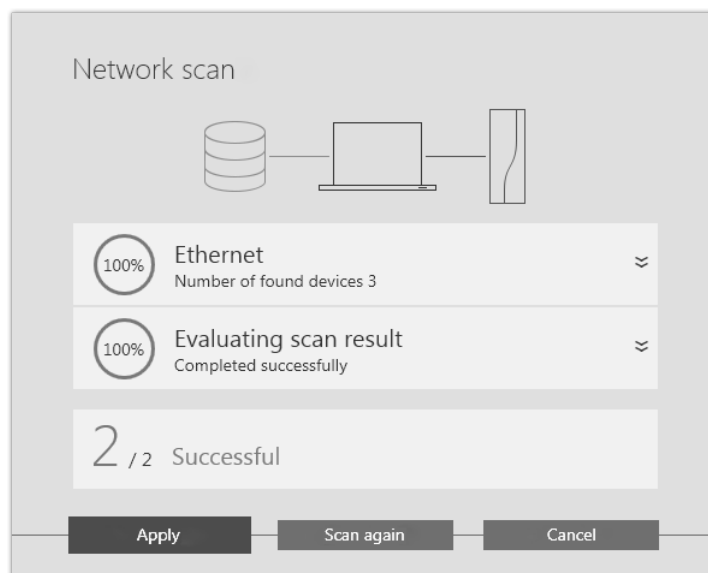 Network scan
100%
Ethernet
Number of found devices 3
100%
Evaluating scan result
Completed successfully
2 / 2 Successful
Apply
Scan again
Cancel